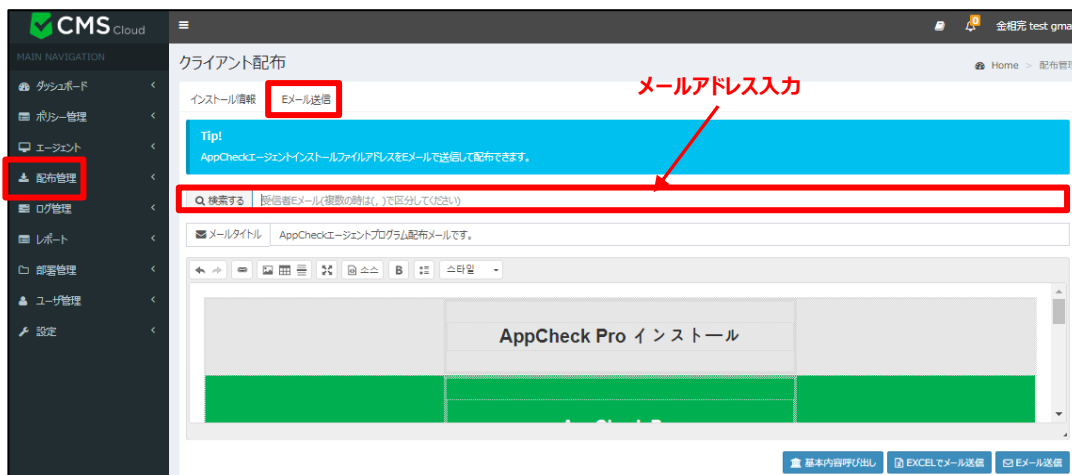 CMS Cloud
金相完 test gma
MAIN NAVIGATION
ダッシュボード
ポリシー管理
エージェント
配布管理
ログ管理
レポート
部署管理
ユーザ管理
設定
クライアント配布
Home > 配布管理
メールアドレス入力
インストール情報 Eメール送信
Tip!
AppCheckエージェントインストールファイルアドレスをEメールで送信して配布できます。
検索する 受信者Eメール(複数の時は(, )で区分してください)
メールタイトル AppCheckエージェントプログラム配布メールです。
소스 B 스타일
AppCheck Pro インストール
基本内容呼び出し EXCELでメール送信 Eメール送信